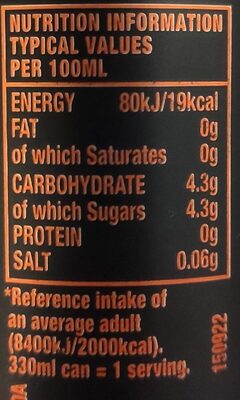 NUTRITION INFORMATION
TYPICAL VALUES
PER 100ML
ENERGY 80kJ/19kcal
FAT 0g
of which Saturates 0g
CARBOHYDRATE 4.3g
of which Sugars 4.3g
PROTEIN 0g
SALT 0.06g
*Reference intake of
an average adult
(8400kJ/2000kcal).
330ml can = 1 serving.
150922